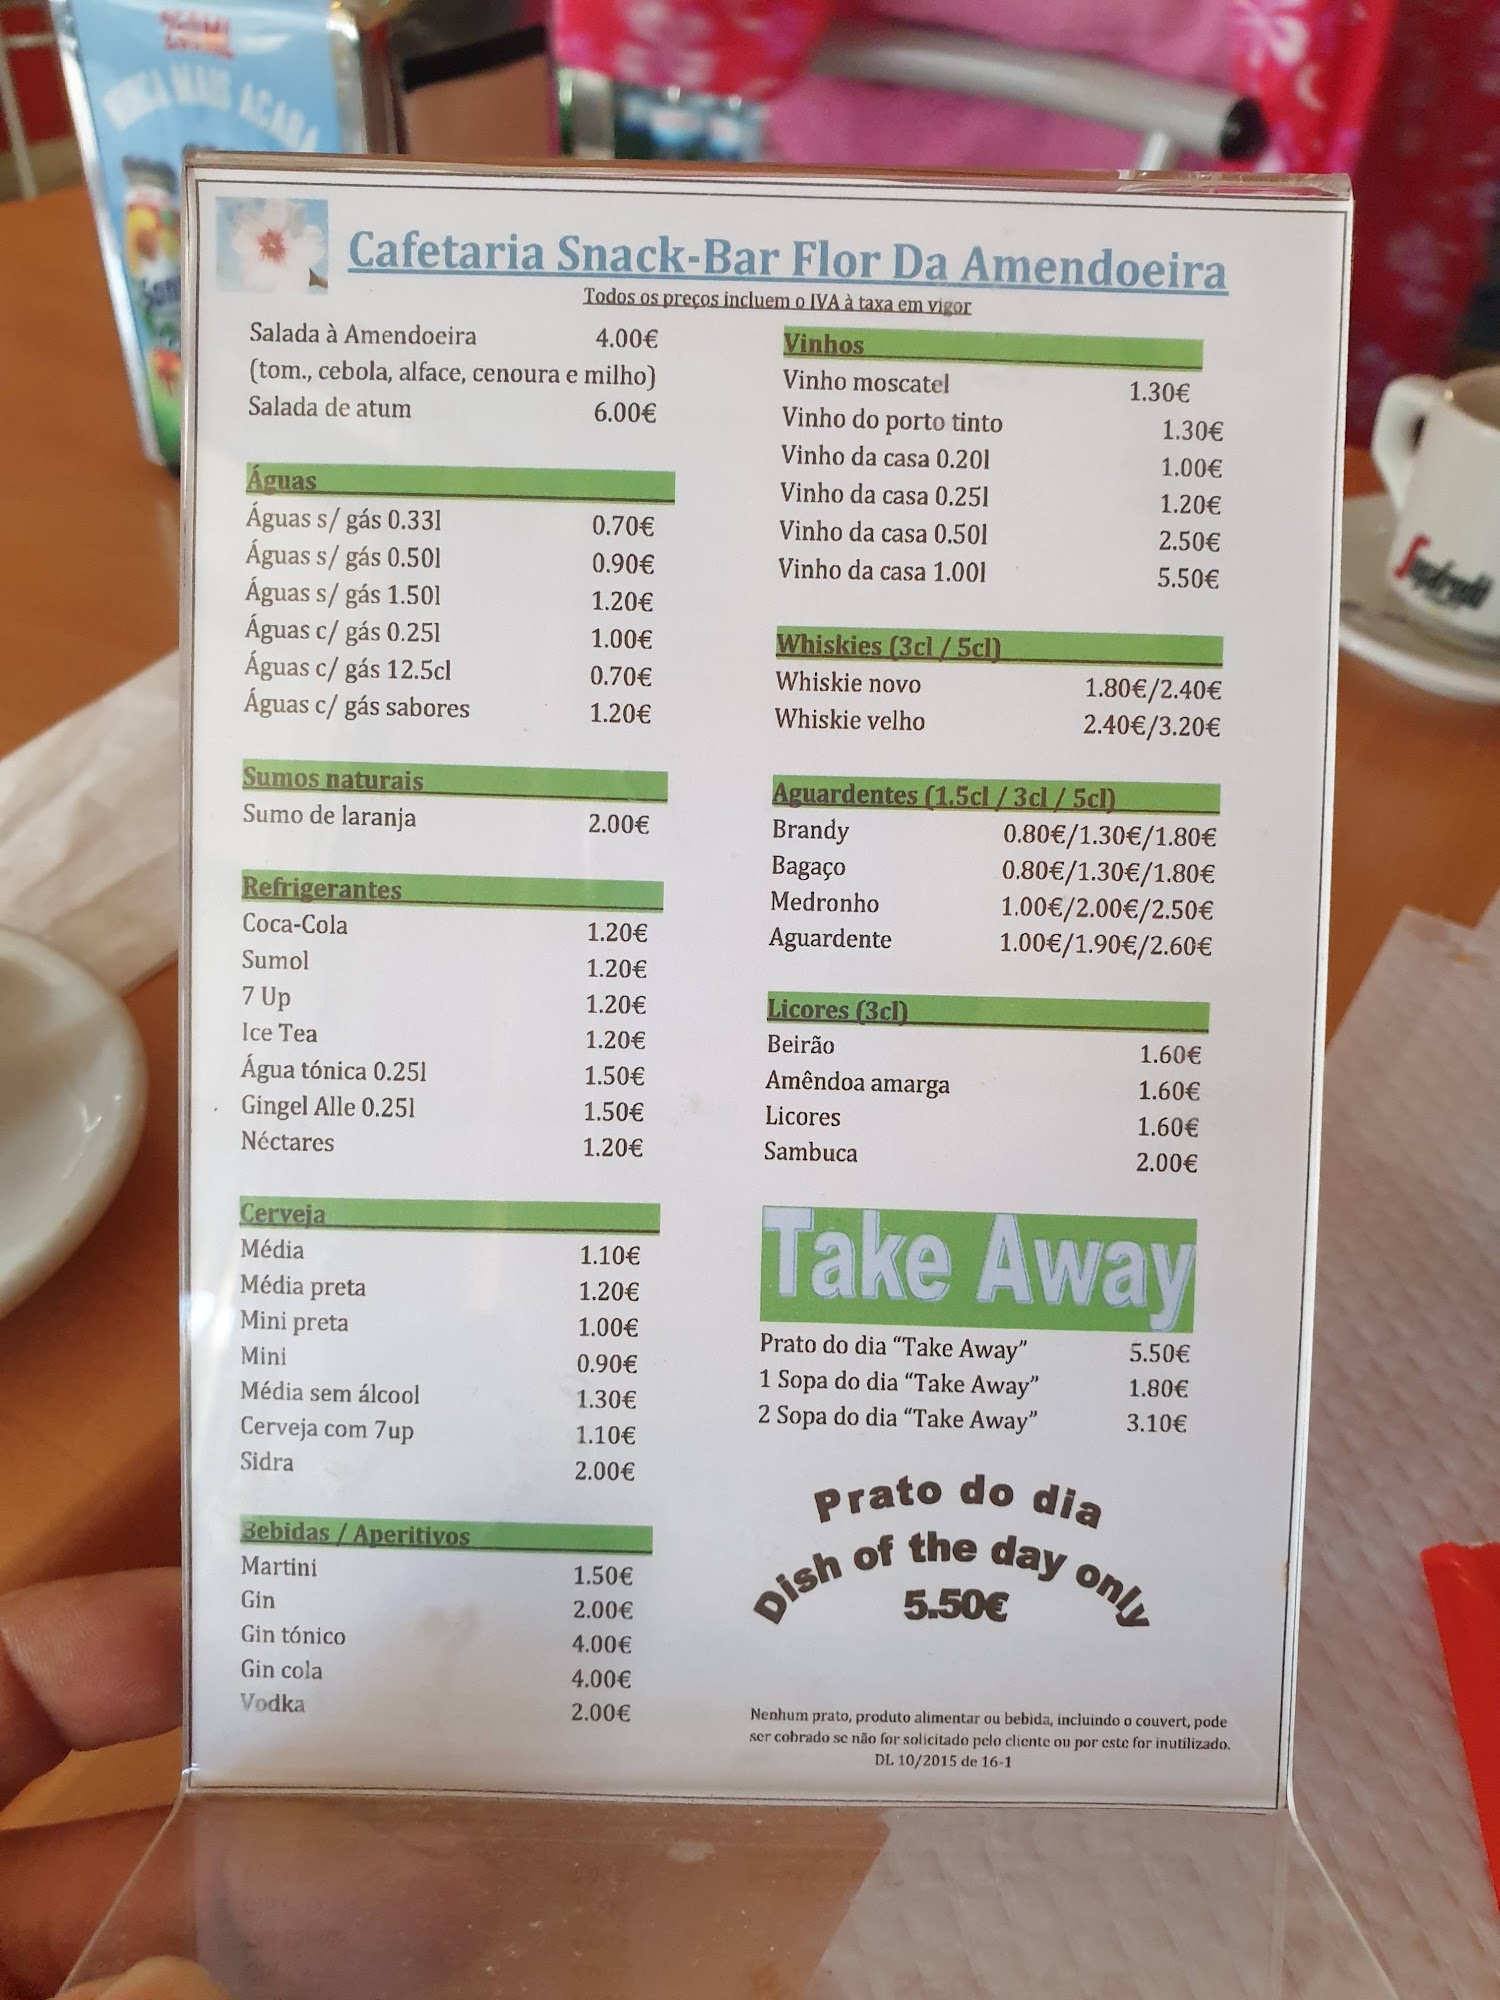 NUNCA MAIS ACABA
Cafetaria Snack-Bar Flor Da Amendoeira
Todos os preços incluem o IVA à taxa em vigor
Salada à Amendoeira 4.00€
(tom., cebola, alface, cenoura e milho)
Salada de atum 6.00€
Águas
Águas s/ gás 0.33l 0.70€
Águas s/ gás 0.50l 0.90€
Águas s/ gás 1.50l 1.20€
Águas c/ gás 0.25l 1.00€
Águas c/ gás 12.5cl 0.70€
Águas c/ gás sabores 1.20€
Sumos naturais
Sumo de laranja 2.00€
Refrigerantes
Coca-Cola 1.20€
Sumol 1.20€
7 Up 1.20€
Ice Tea 1.20€
Água tónica 0.25l 1.50€
Gingel Alle 0.25l 1.50€
Néctares 1.20€
Cerveja
Média 1.10€
Média preta 1.20€
Mini preta 1.00€
Mini 0.90€
Média sem álcool 1.30€
Cerveja com 7up 1.10€
Sidra 2.00€
Bebidas / Aperitivos
Martini 1.50€
Gin 2.00€
Gin tónico 4.00€
Gin cola 4.00€
Vodka 2.00€
Vinhos
Vinho moscatel 1.30€
Vinho do porto tinto 1.30€
Vinho da casa 0.20l 1.00€
Vinho da casa 0.25l 1.20€
Vinho da casa 0.50l 2.50€
Vinho da casa 1.00l 5.50€
Whiskies (3cl / 5cl)
Whiskie novo 1.80€/2.40€
Whiskie velho 2.40€/3.20€
Aguardentes (1.5cl / 3cl / 5cl)
Brandy 0.80€/1.30€/1.80€
Bagaço 0.80€/1.30€/1.80€
Medronho 1.00€/2.00€/2.50€
Aguardente 1.00€/1.90€/2.60€
Licores (3cl)
Beirão 1.60€
Amêndoa amarga 1.60€
Licores 1.60€
Sambuca 2.00€
Take Away
Prato do dia “Take Away” 5.50€
1 Sopa do dia “Take Away” 1.80€
2 Sopa do dia “Take Away” 3.10€
Prato do dia
Dish of the day only
5.50€
Nenhum prato, produto alimentar ou bebida, incluindo o couvert, pode
ser cobrado se não for solicitado pelo cliente ou por este for inutilizado.
DL 10/2015 de 16-1
Segafredo